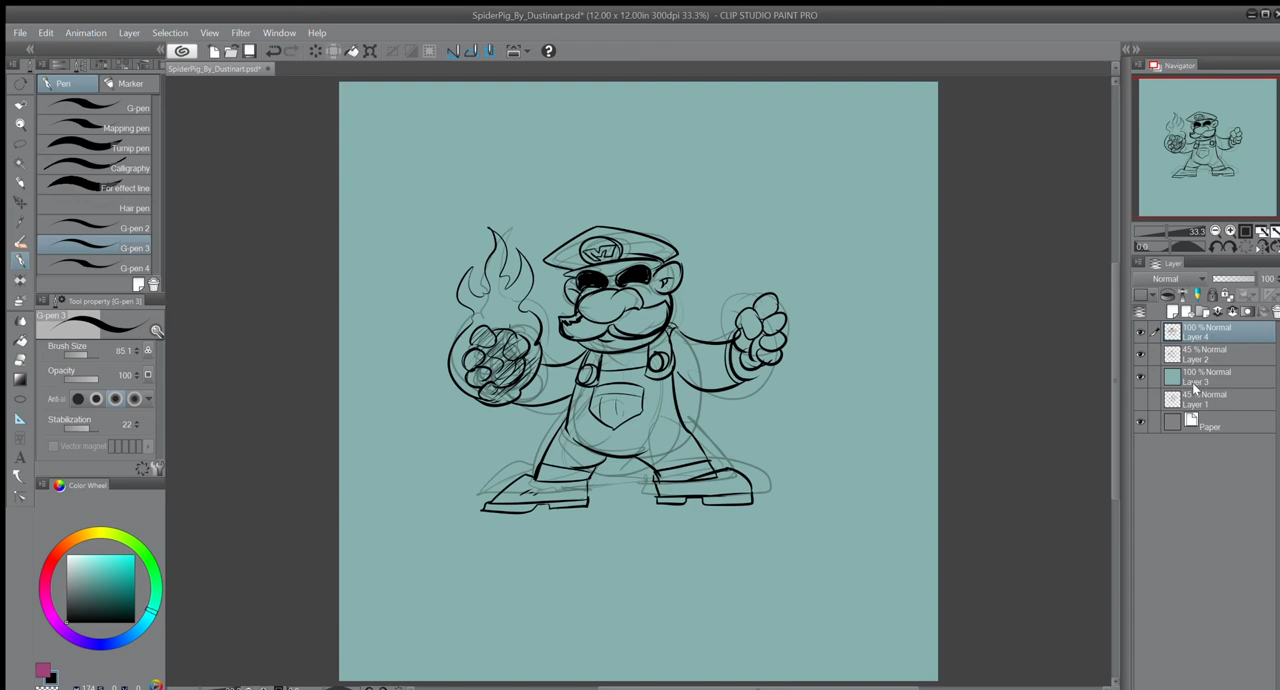 SpiderPig_By_Dustinart.psd* (12.00 x 12.00in 300dpi 33.3%)  - CLIP STUDIO PAINT PRO
File Edit Animation Layer Selection View Filter Window Help
SpiderPig_By_Dustinart.psd*
Navigator
Pen Marker
G-pen
Mapping pen
Turnip pen
Calligraphy
For effect line
Hair pen
G-pen 2
G-pen 3
G-pen 4
33.3
0.0
Layer
Normal 100
Tool property [G-pen 3]
G-pen 3
100 % Normal
Layer 4
45 % Normal
Layer 2
100 % Normal
Layer 3
45 % Normal
Layer 1
Paper
Brush Size 85.1
Opacity 100
Anti-al
Stabilization 22
Vector magnet
Color Wheel
174